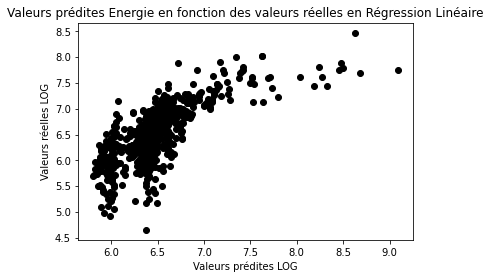 Valeurs prédites Energie en fonction des valeurs réelles en Régression Linéaire
8.5
8.0
7.5
7.0
6.5
6.0
5.5
5.0
4.5
Valeurs réelles LOG
6.0 6.5 7.0 7.5 8.0 8.5 9.0
Valeurs prédites LOG